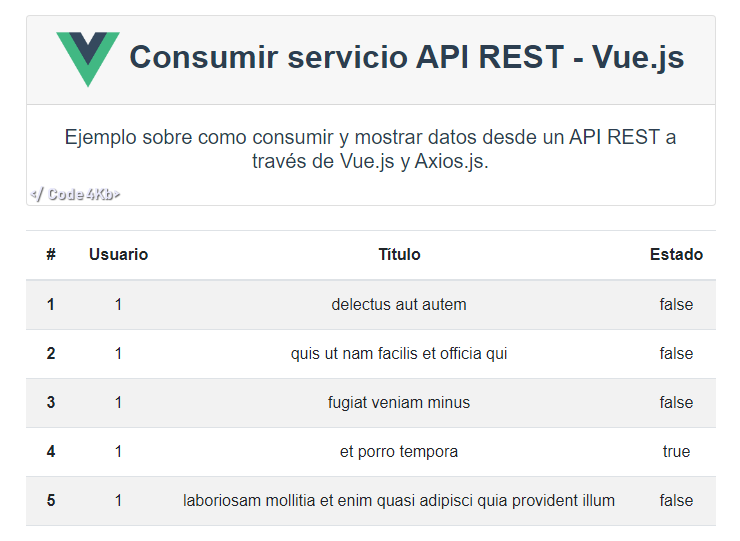 Consumir servicio API REST - Vue.js
Ejemplo sobre como consumir y mostrar datos desde un API REST a
través de Vue.js y Axios.js.
</ Code4Kb>
# Usuario Título Estado
1 1 delectus aut autem false
2 1 quis ut nam facilis et officia qui false
3 1 fugiat veniam minus false
4 1 et porro tempora true
5 1 laboriosam mollitia et enim quasi adipisci quia provident illum false